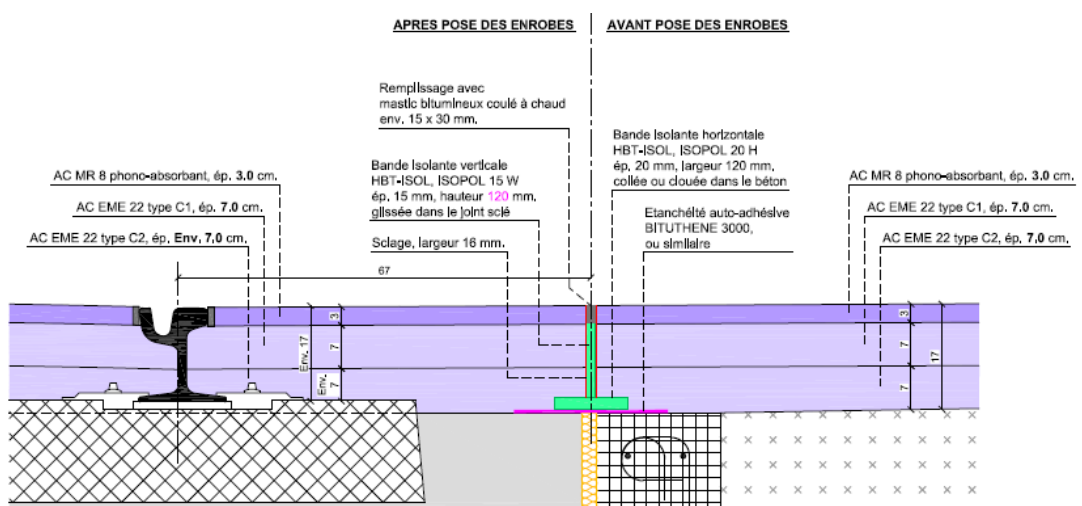 APRES POSE DES ENROBES
AVANT POSE DES ENROBES
Remplissage avec
mastic bitumineux coulé à chaud
env. 15 x 30 mm.
Bande isolante verticale
HBT-ISOL, ISOPOL 15 W
ép. 15 mm, hauteur 120 mm,
glissée dans le joint scié
Sclage, largeur 16 mm.
Bande isolante horizontale
HBT-ISOL, ISOPOL 20 H
ép. 20 mm, largeur 120 mm,
collée ou clouée dans le béton
Etanchélté auto-adhésive
BITUTHENE 3000,
ou similaire
AC MR 8 phono-absorbant, ép. 3.0 cm.
AC EME 22 type C1, ép. 7.0 cm.
AC EME 22 type C2, ép. Env. 7,0 cm.
AC MR 8 phono-absorbant, ép. 3.0 cm.
AC EME 22 type C1, ép. 7.0 cm.
AC EME 22 type C2, ép. 7,0 cm.
67
Env. 17
3
7
Env. 7
3
7
7
17